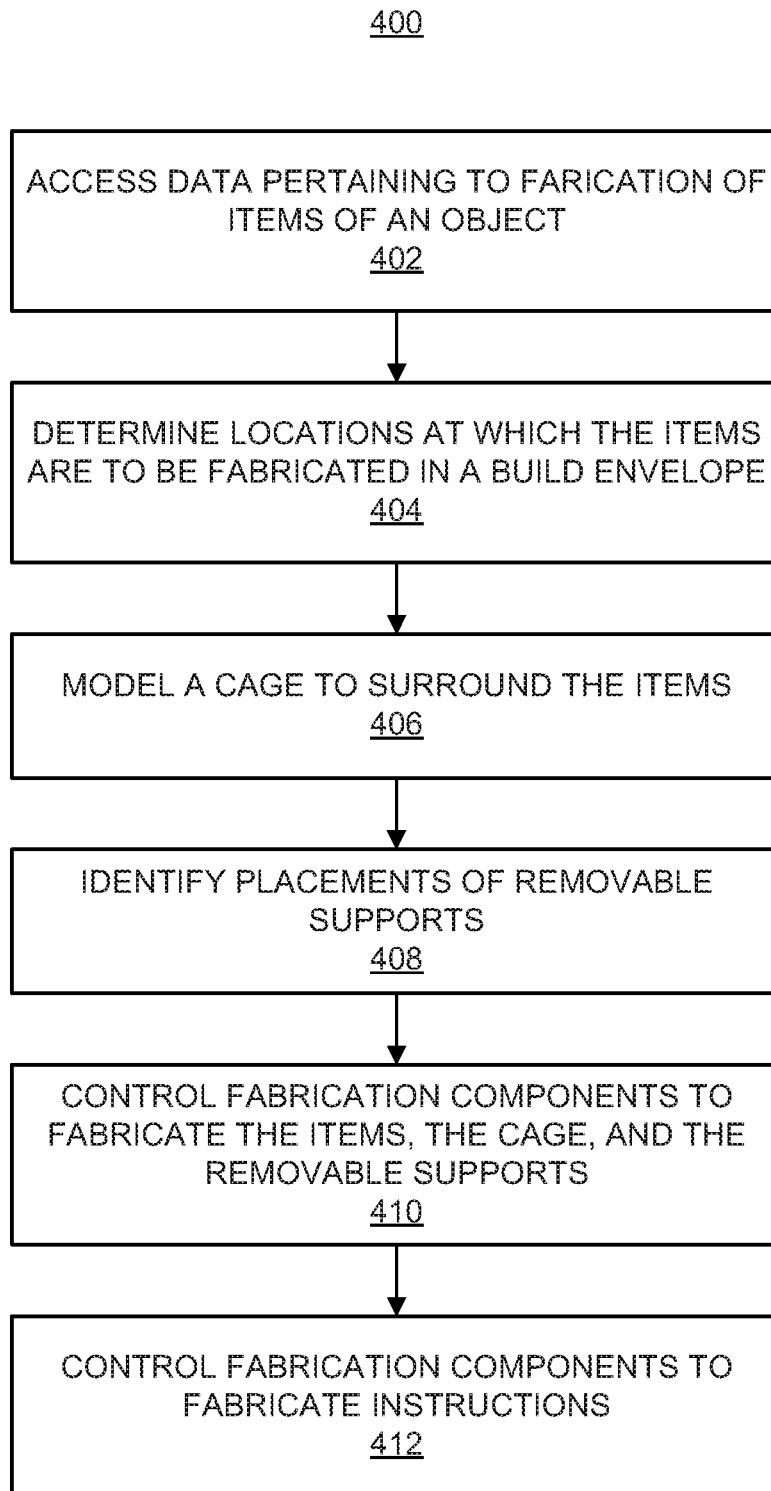 400
ACCESS DATA PERTAINING TO FARICATION OF
ITEMS OF AN OBJECT
402
DETERMINE LOCATIONS AT WHICH THE ITEMS
ARE TO BE FABRICATED IN A BUILD ENVELOPE
404
MODEL A CAGE TO SURROUND THE ITEMS
406
IDENTIFY PLACEMENTS OF REMOVABLE
SUPPORTS
408
CONTROL FABRICATION COMPONENTS TO
FABRICATE THE ITEMS, THE CAGE, AND THE
REMOVABLE SUPPORTS
410
CONTROL FABRICATION COMPONENTS TO
FABRICATE INSTRUCTIONS
412